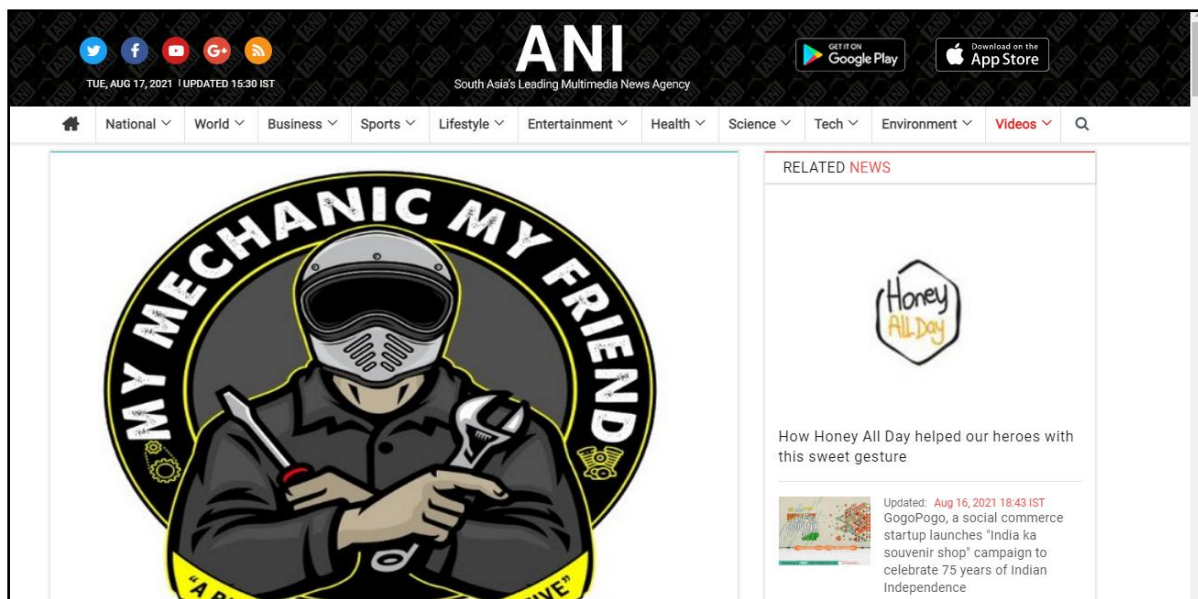 ANI
South Asia's Leading Multimedia News Agency
TUE, AUG 17, 2021 | UPDATED 15:30 IST
GET IT ON
Google Play
Download on the
App Store
National World Business Sports Lifestyle Entertainment Health Science Tech Environment Videos
MY MECHANIC MY FRIEND
"A
RELATED NEWS
Honey
All Day
How Honey All Day helped our heroes with
this sweet gesture
Updated: Aug 16, 2021 18:43 IST
GogoPogo, a social commerce
startup launches "India ka
souvenir shop" campaign to
celebrate 75 years of Indian
Independence